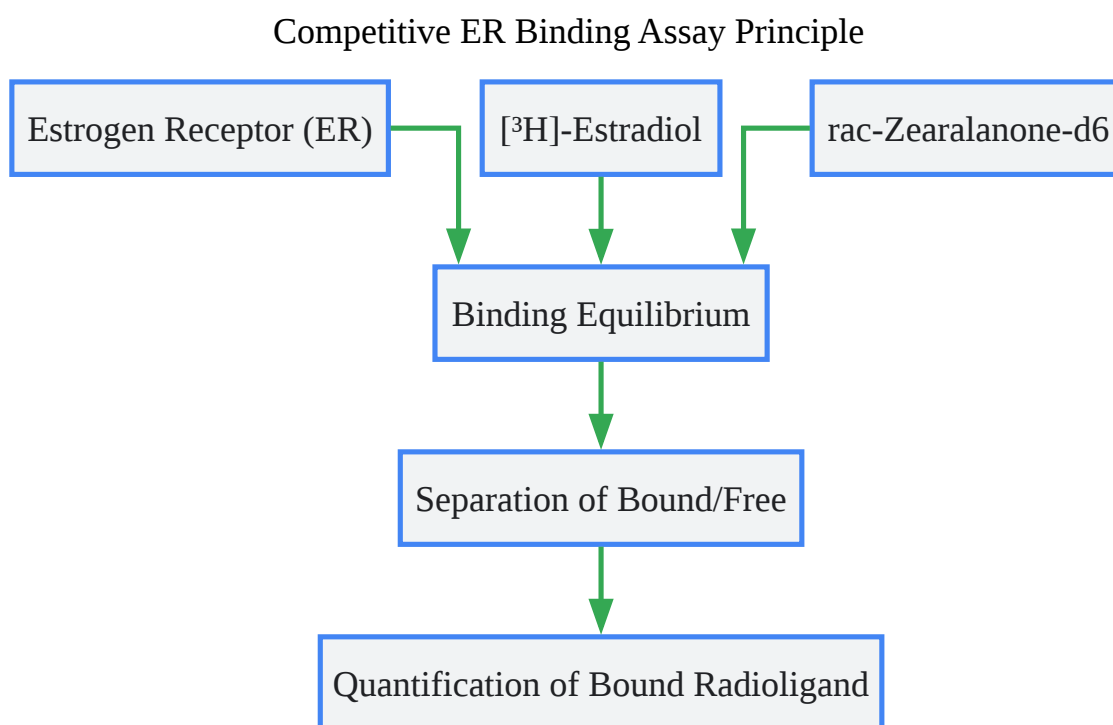 Competitive ER Binding Assay Principle
Estrogen Receptor (ER)
[³H]-Estradiol
rac-Zearalanone-d6
Binding Equilibrium
Separation of Bound/Free
Quantification of Bound Radioligand